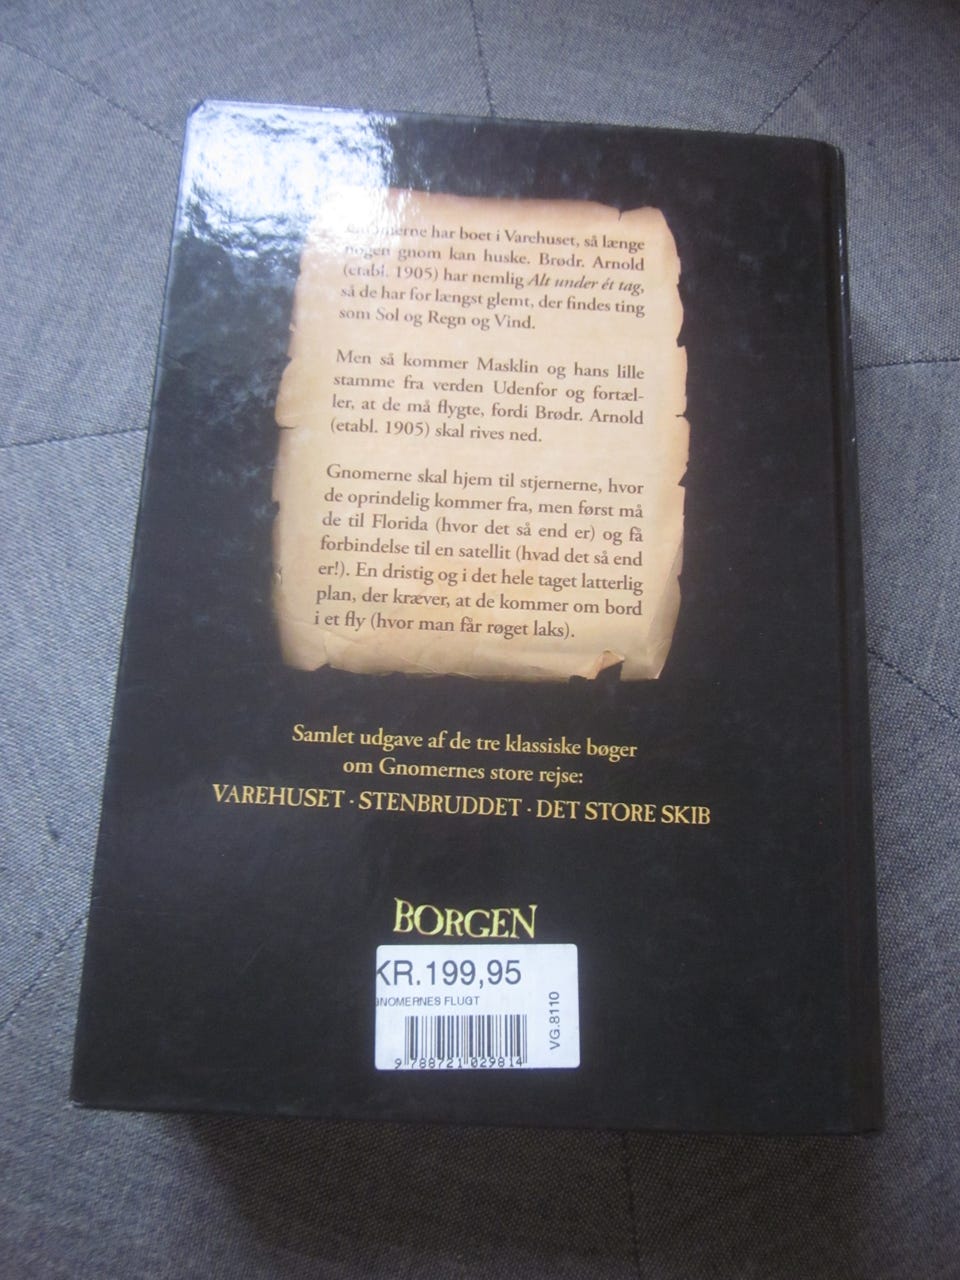 Gnomerne har boet i Varehuset, så længe
nogen gnom kan huske. Brødr. Arnold
(etabl. 1905) har nemlig Alt under ét tag,
så de har for længst glemt, der findes ting
som Sol og Regn og Vind.
Men så kommer Masklin og hans lille
stamme fra verden Udenfor og fortæl-
ler, at de må flygte, fordi Brødr. Arnold
(etabl. 1905) skal rives ned.
Gnomerne skal hjem til stjernerne, hvor
de oprindelig kommer fra, men først må
de til Florida (hvor det så end er) og få
forbindelse til en satellit (hvad det så end
er!). En dristig og i det hele taget latterlig
plan, der kræver, at de kommer om bord
i et fly (hvor man får røget laks).
Samlet udgave af de tre klassiske bøger
om Gnomernes store rejse:
VAREHUSET · STENBRUDDET · DET STORE SKIB
BORGEN
KR.199,95
GNOMERNES FLUGT
VG.8110
9 788721 029814